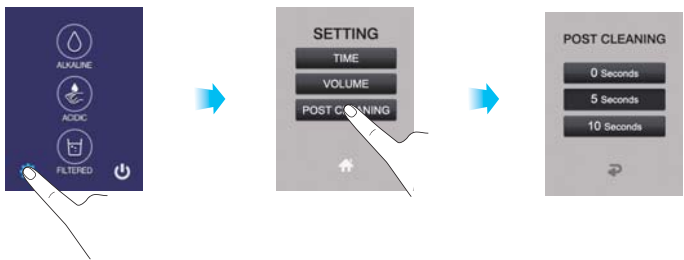 ALKALINE
ACIDIC
FILTERED
SETTING
TIME
VOLUME
POST CLEANING
POST CLEANING
0 Seconds
5 Seconds
10 Seconds